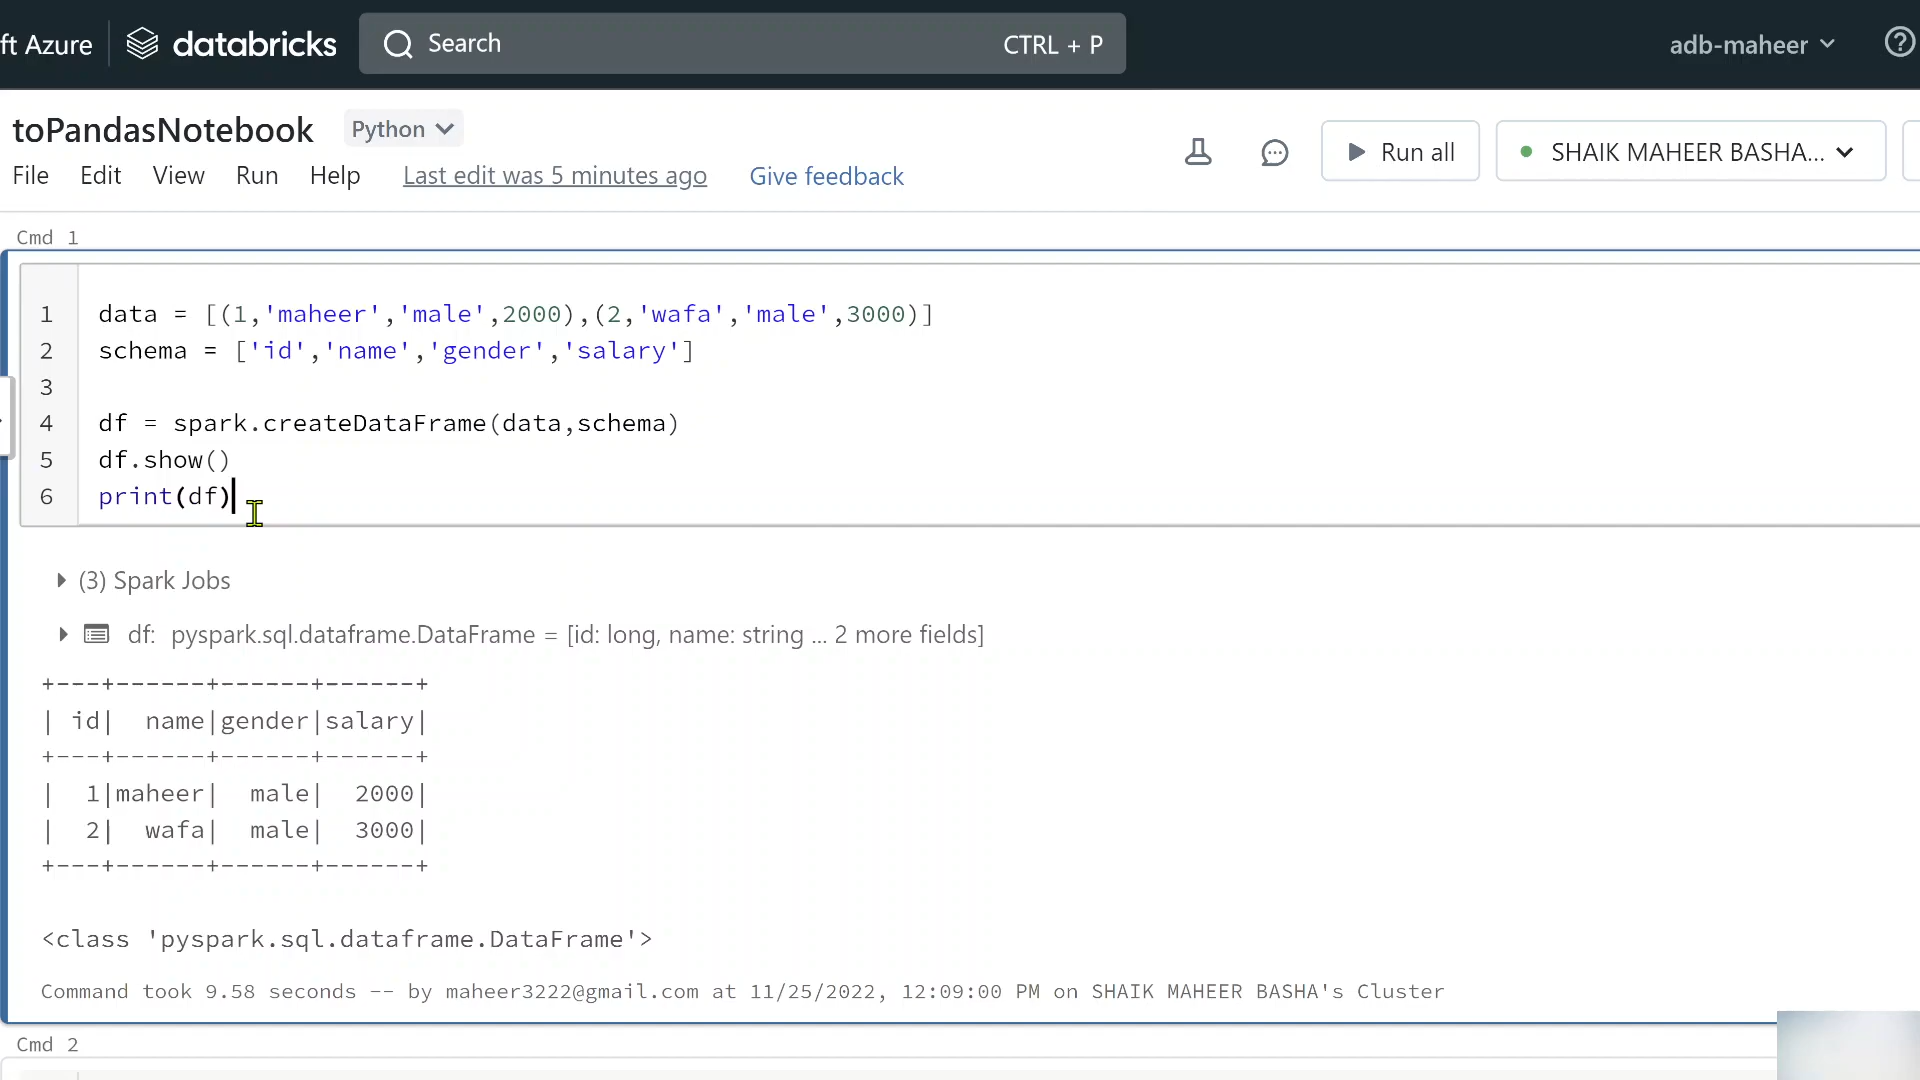 ft Azure databricks Search CTRL + P adb-maheer
toPandasNotebook Python
File Edit View Run Help Last edit was 5 minutes ago Give feedback Run all SHAIK MAHEER BASHA...
Cmd 1
1 data = [(1,'maheer','male',2000),(2,'wafa','male',3000)]
2 schema = ['id','name','gender','salary']
3
4 df = spark.createDataFrame(data,schema)
5 df.show()
6 print(df)
(3) Spark Jobs
df: pyspark.sql.dataframe.DataFrame = [id: long, name: string ... 2 more fields]
+---+------+------+------+
| id|  name|gender|salary|
+---+------+------+------+
|  1|maheer|  male|  2000|
|  2|  wafa|  male|  3000|
+---+------+------+------+
<class 'pyspark.sql.dataframe.DataFrame'>
Command took 9.58 seconds -- by maheer3222@gmail.com at 11/25/2022, 12:09:00 PM on SHAIK MAHEER BASHA's Cluster
Cmd 2